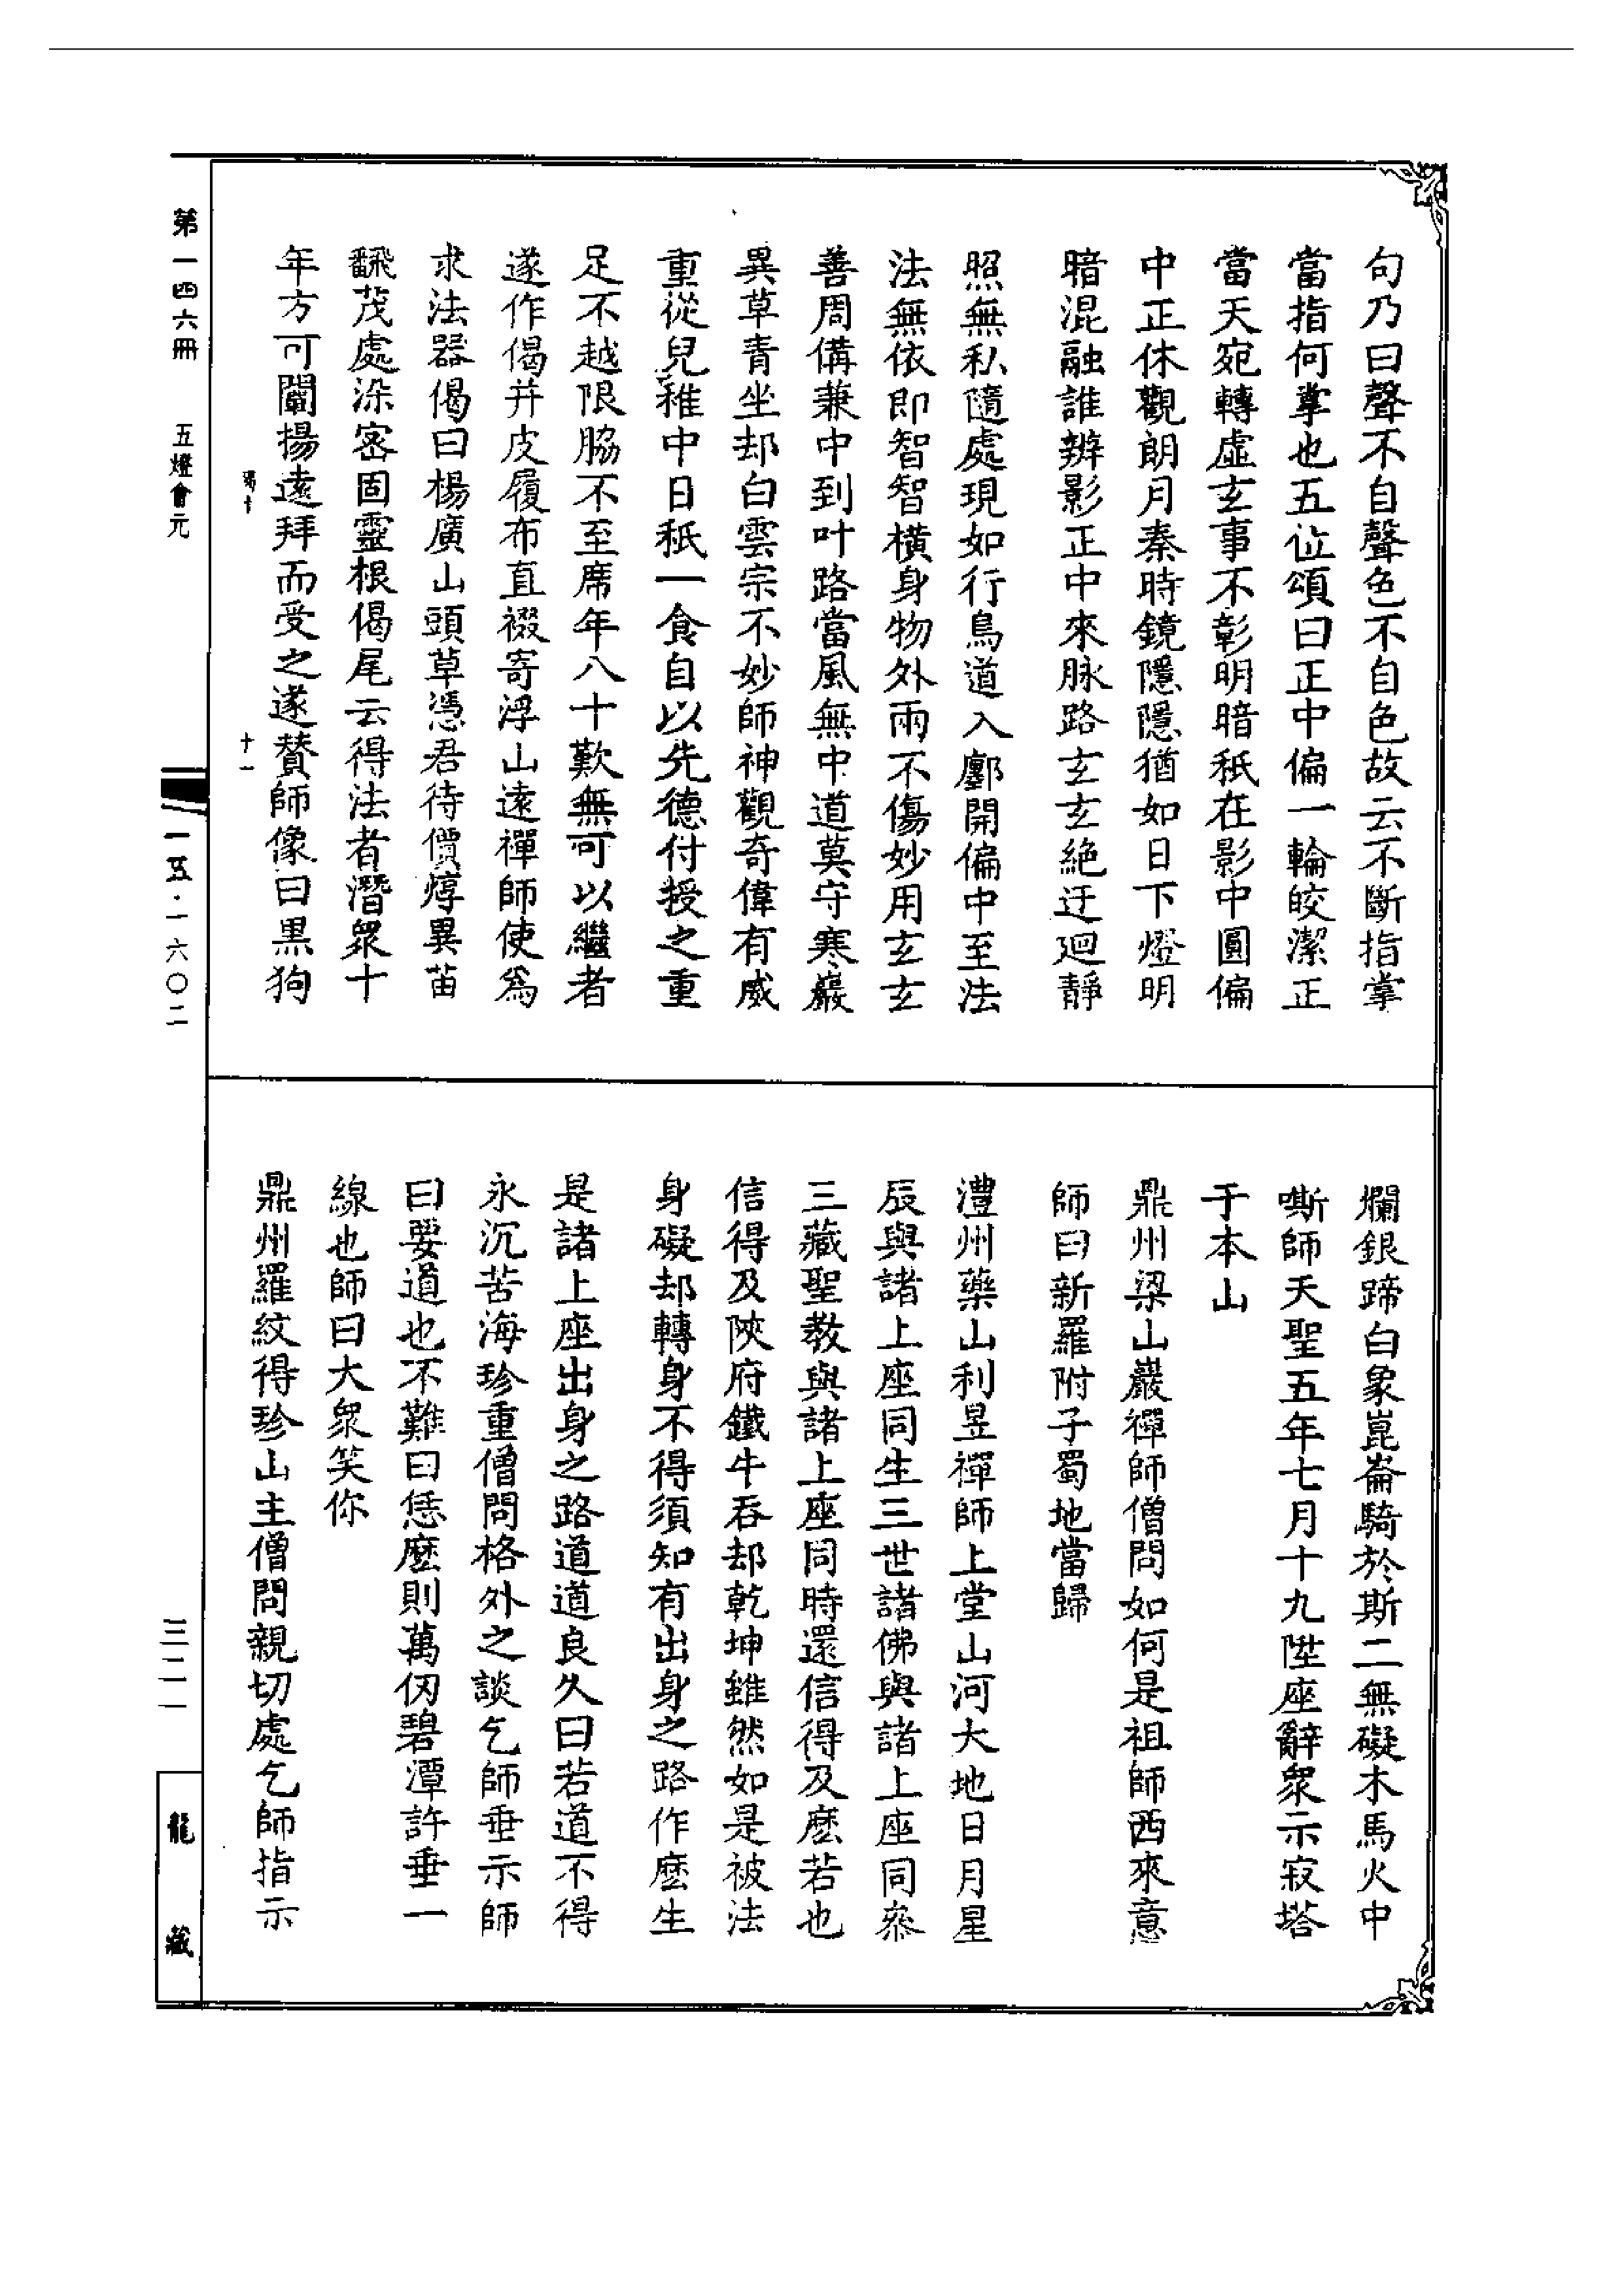 句乃曰聲不自聲色不自色故云不斷指掌
當指何掌也五位頌曰正中偏一輪皎潔正
當天宛轉虛玄事不彰明暗秖在影中圓偏
中正休觀朗月秦時鏡隱隱猶如日下燈明
暗混融誰辨影正中來脉路玄玄絶迂廻靜
照無私隨處現如行鳥道入鄽開偏中至法
法無依即智智橫身物外兩不傷妙用玄玄
善周備兼中到叶路當風無中道莫守寒巖
異草青坐却白雲宗不妙師神觀奇偉有威
重從兒稚中日秖一食自以先德付授之重
足不越限脇不至席年八十歎無可以繼者
遂作偈并皮履布直裰寄浮山遠禪師使爲
求法器偈曰楊廣山頭草憑君待價焞異苗
飜茂處深密固靈根偈尾云得法者潛衆十
年方可闡揚遠拜而受之遂贊師像曰黒狗
十一
爛銀蹄白象崑崙騎於斯二無礙木馬火中
嘶師天聖五年七月十九陞座辭衆示寂塔
于本山
鼎州梁山巖禪師僧問如何是祖師西來意
師曰新羅附子蜀地當歸
澧州藥山利昱禪師上堂山河大地日月星
辰與諸上座同生三世諸佛與諸上座同叅
三藏聖教與諸上座同時還信得及麽若也
信得及陝府鐵牛吞却乾坤雖然如是被法
身礙却轉身不得須知有出身之路作麽生
是諸上座出身之路道道良久曰若道不得
永沉苦海珍重僧問格外之談乞師垂示師
曰要道也不難曰恁麽則萬仭碧潭許垂一
線也師曰大衆笑你
鼎州羅紋得珍山主僧問親切處乞師指示
第一四六冊 五燈會元
一五·一六〇二
三二一
龍藏